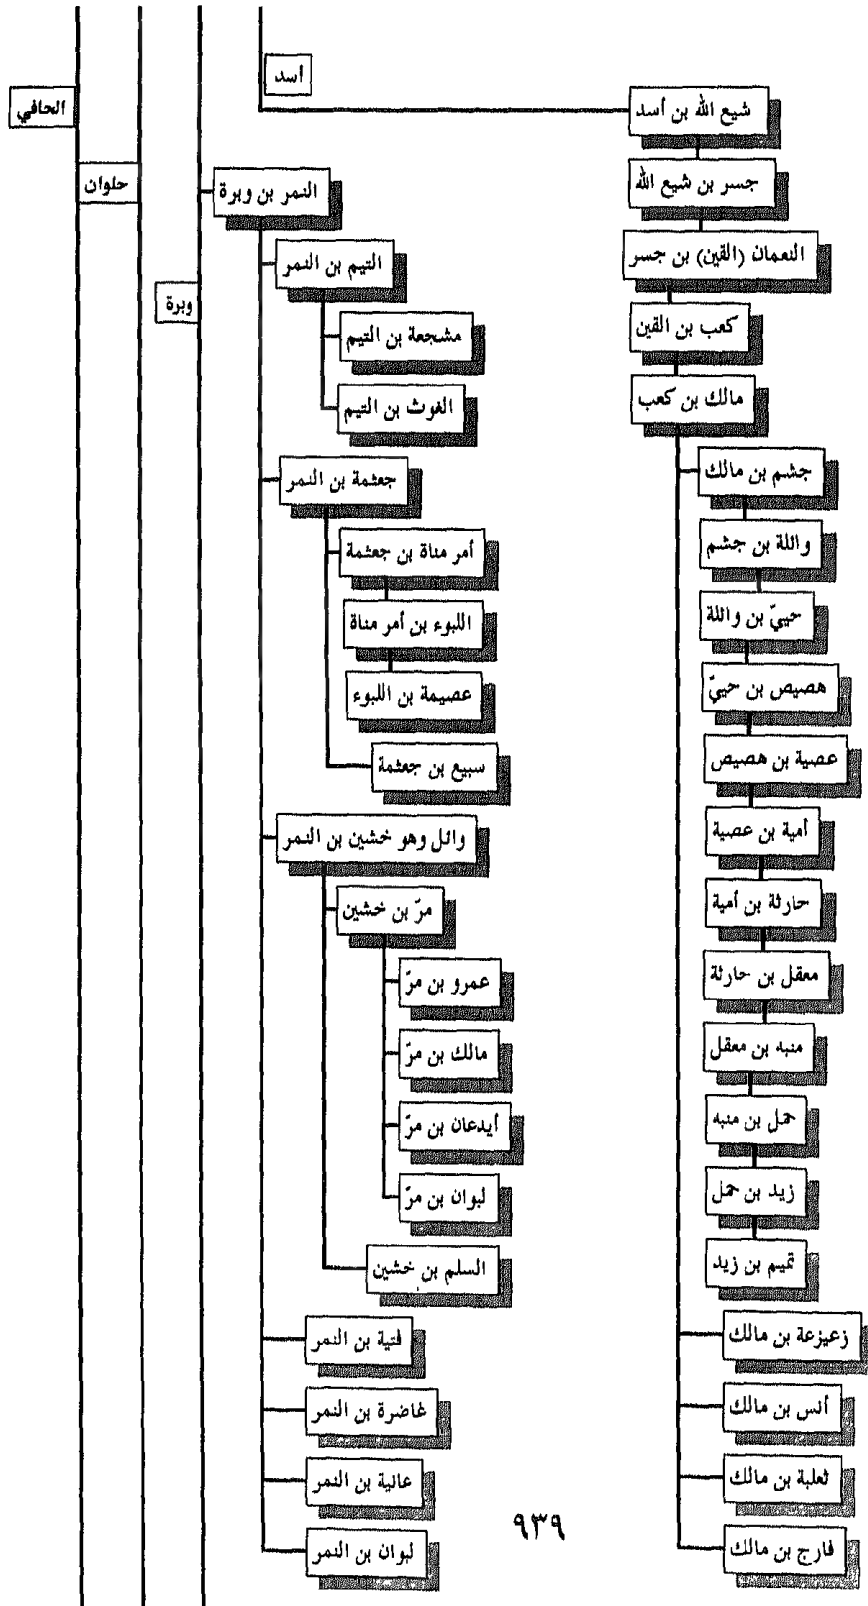 أسد
شيع الله بن أسد
جسر بن شيع الله
النعمان (القين) بن جسر
كعب بن القين
مالك بن كعب
جشم بن مالك
واللة بن جشم
حييّ بن واللة
هصيص بن حييّ
عصية بن هصيص
أمية بن عصية
حارثة بن أمية
معقل بن حارثة
منبه بن معقل
حمل بن منبه
زيد بن حمل
تميم بن زيد
زعيزعة بن مالك
أنس بن مالك
ثعلبة بن مالك
فارج بن مالك
الحافي
حلوان
وبرة
النمر بن وبرة
التيم بن النمر
مشجعة بن التيم
الغوث بن التيم
جعثمة بن النمر
أمر مناة بن جعثمة
اللبوء بن أمر مناة
عصيمة بن اللبوء
سبيع بن جعثمة
وائل وهو خشين بن النمر
مرّ بن خشين
عمرو بن مرّ
مالك بن مرّ
أيدعان بن مرّ
لبوان بن مرّ
السلم بن خشين
فتية بن النمر
غاضرة بن النمر
عانية بن النمر
لبوان بن النمر
٩٣٩